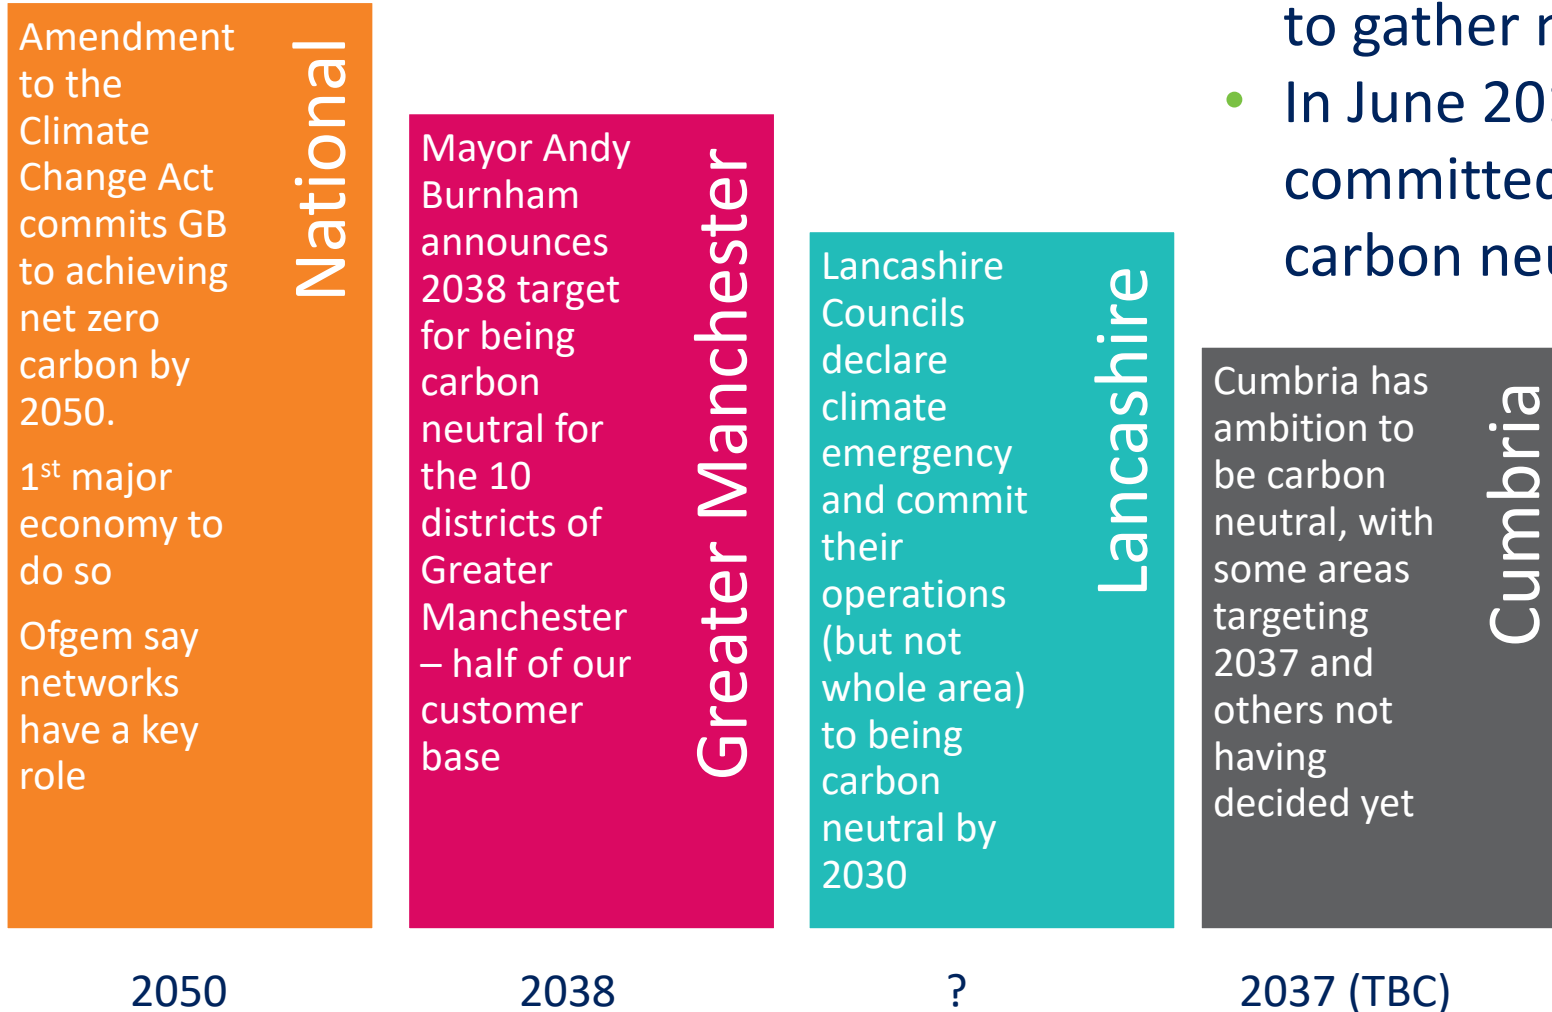 to gather
• In June
committed
carbon
Amendment
to the
Climate
Change Act
commits GB
to achieving
net zero
carbon by
2050.
1st major
economy to
do so
Ofgem say
networks
have a key
role
National
Mayor Andy
Burnham
announces
2038 target
for being
carbon
neutral for
the 10
districts of
Greater
Manchester
– half of our
customer
base
Greater Manchester
Lancashire
Councils
declare
climate
emergency
and commit
their
operations
(but not
whole area)
to being
carbon
neutral by
2030
Lancashire
Cumbria has
ambition to
be carbon
neutral, with
some areas
targeting
2037 and
others not
having
decided yet
Cumbria
2050
2038
?
2037 (TBC)